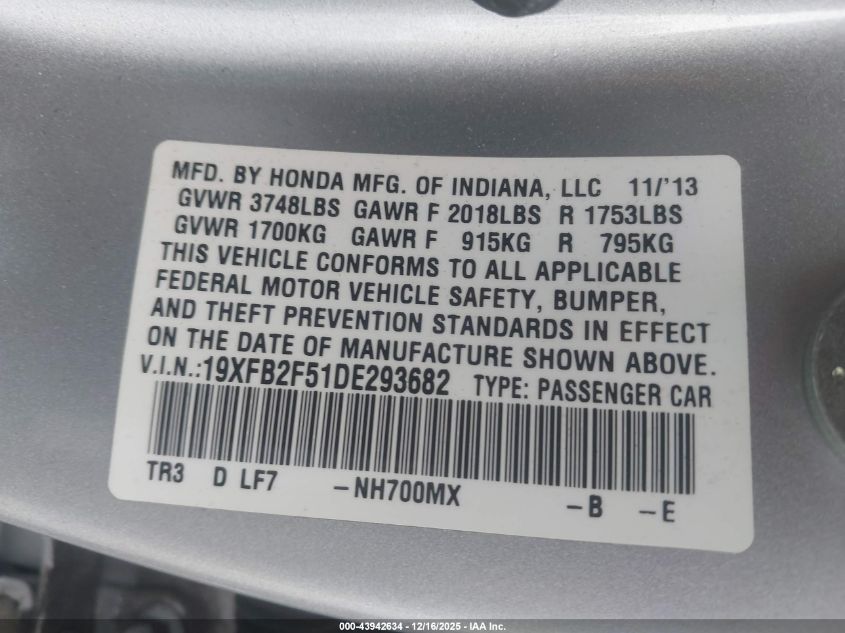 MFD. BY HONDA MFG. OF INDIANA, LLC 11/'13
GVWR 3748LBS GAWR F 2018LBS R 1753LBS
GVWR 1700KG GAWR F 915KG R 795KG
THIS VEHICLE CONFORMS TO ALL APPLICABLE
FEDERAL MOTOR VEHICLE SAFETY, BUMPER,
AND THEFT PREVENTION STANDARDS IN EFFECT
ON THE DATE OF MANUFACTURE SHOWN ABOVE.
V.I.N.:19XFB2F51DE293682 TYPE: PASSENGER CAR
TR3 D LF7 -NH700MX -B -E
000-43942634 - 12/16/2025 - IAA Inc.